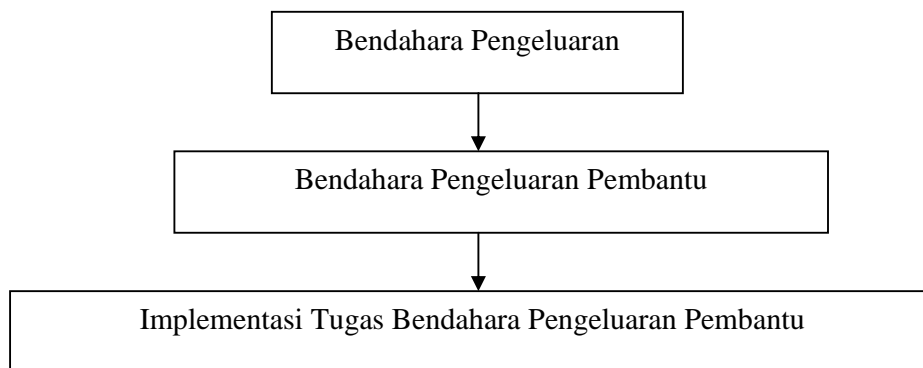 Bendahara Pengeluaran
Bendahara Pengeluaran Pembantu
Implementasi Tugas Bendahara Pengeluaran Pembantu